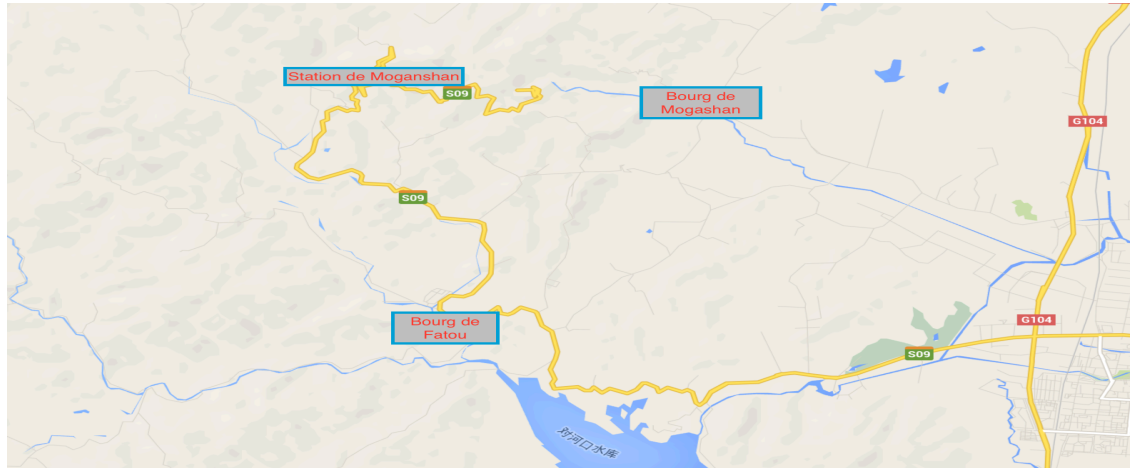 Station de Moganshan
S09
Bourg de
Mogashan
G104
S09
Bourg de
Fatou
G104
S09
对河口水库